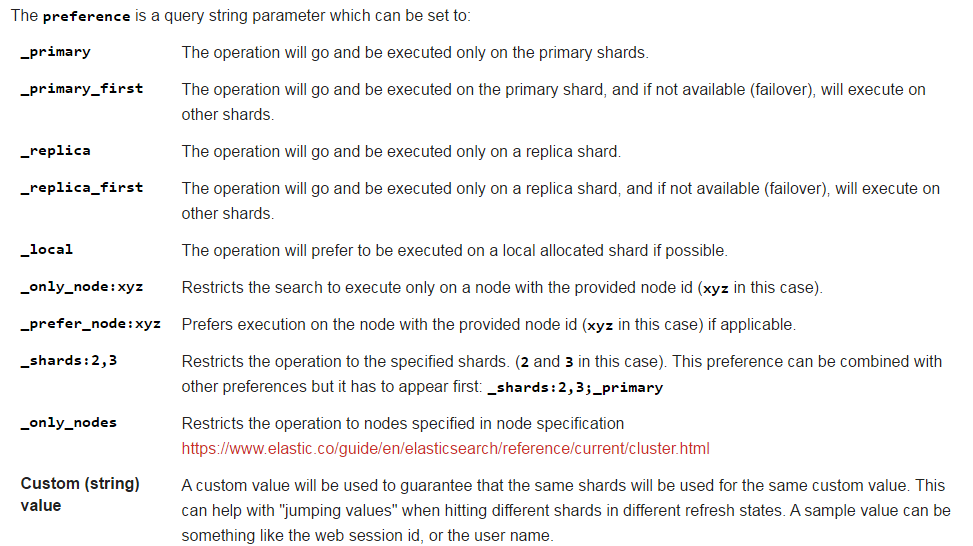 The preference is a query string parameter which can be set to:
_primary The operation will go and be executed only on the primary shards.
_primary_first The operation will go and be executed on the primary shard, and if not available (failover), will execute on
other shards.
_replica The operation will go and be executed only on a replica shard.
_replica_first The operation will go and be executed only on a replica shard, and if not available (failover), will execute on
other shards.
_local The operation will prefer to be executed on a local allocated shard if possible.
_only_node:xyz Restricts the search to execute only on a node with the provided node id (xyz in this case).
_prefer_node:xyz Prefers execution on the node with the provided node id (xyz in this case) if applicable.
_shards:2,3 Restricts the operation to the specified shards. (2 and 3 in this case). This preference can be combined with
other preferences but it has to appear first: _shards:2,3;_primary
_only_nodes Restricts the operation to nodes specified in node specification
https://www.elastic.co/guide/en/elasticsearch/reference/current/cluster.html
Custom (string) A custom value will be used to guarantee that the same shards will be used for the same custom value. This
value can help with "jumping values" when hitting different shards in different refresh states. A sample value can be
something like the web session id, or the user name.